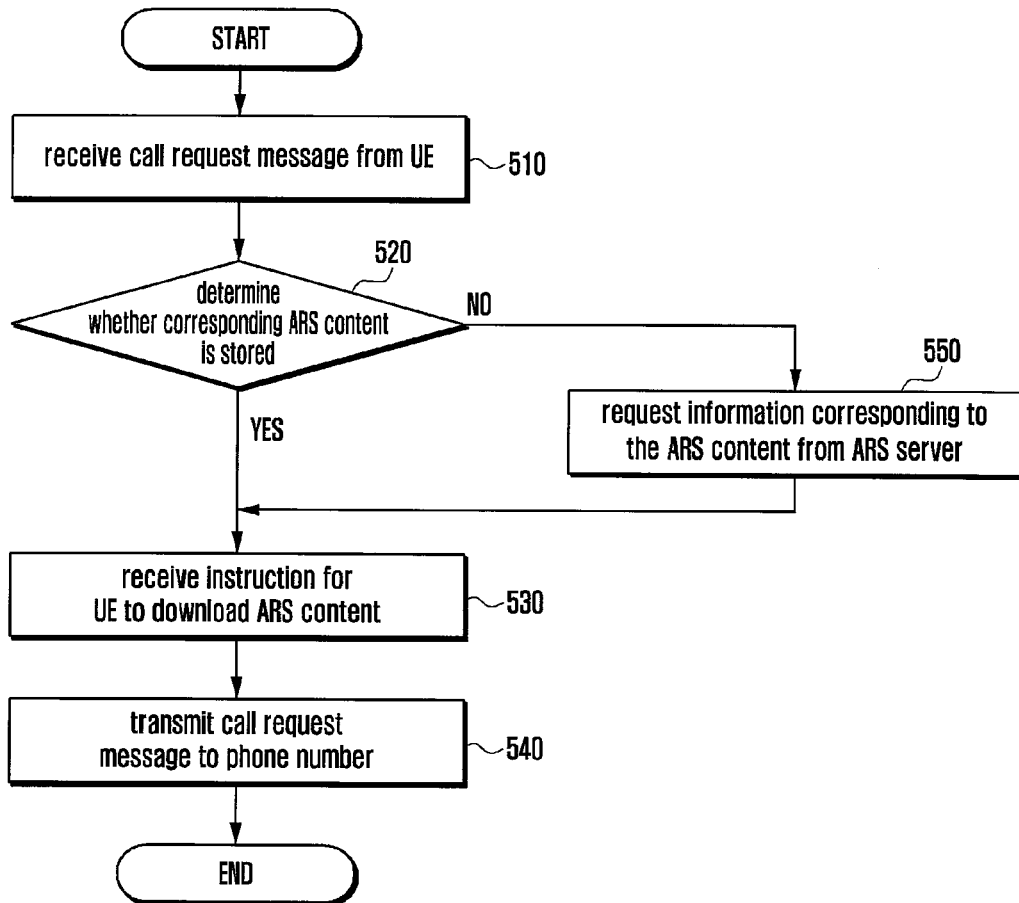 START
receive call request message from UE
510
520
determine
whether corresponding ARS content
is stored
NO
550
YES
request information corresponding to
the ARS content from ARS server
receive instruction for
UE to download ARS content
530
transmit call request
message to phone number
540
END